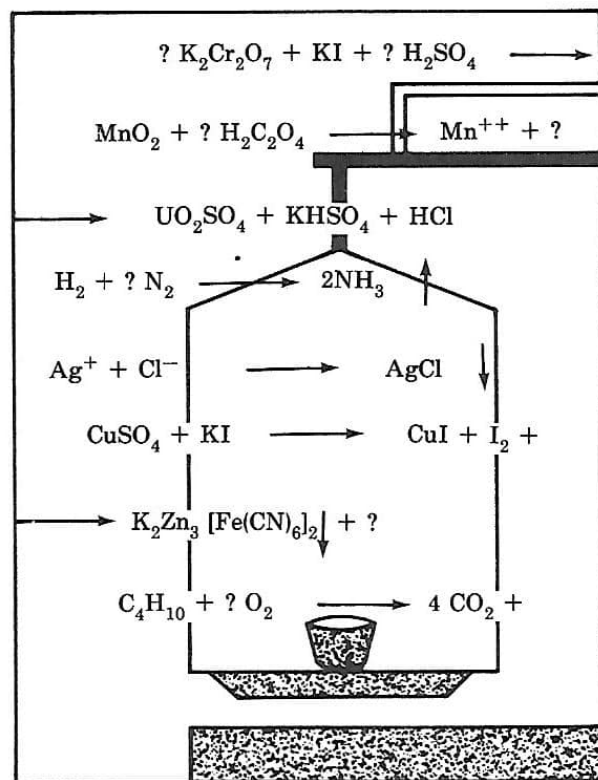 ? K₂Cr₂O₇ + KI + ? H₂SO₄ ⟶
MnO₂ + ? H₂C₂O₄ ⟶ Mn⁺⁺ + ?
⟶ UO₂SO₄ + KHSO₄ + HCl
H₂ + ? N₂ ⟶ 2NH₃ ↑
Ag⁺ + Cl⁻ ⟶ AgCl ↓
CuSO₄ + KI ⟶ CuI + I₂ +
⟶ K₂Zn₃ [Fe(CN)₆]₂↓ + ?
C₄H₁₀ + ? O₂ ⟶ 4 CO₂ +